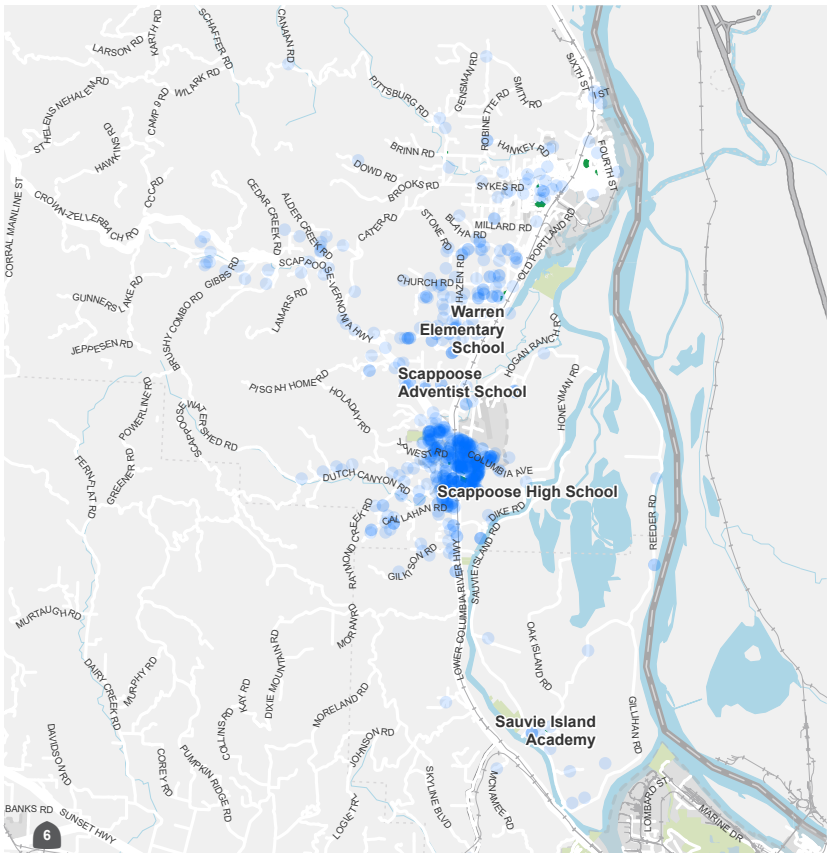 LARSON RD
KARTH RD
SCHAFFER RD
CANAAN RD
WLARK RD
ST HELENS NEHALEM RD
CAMP 9 RD
HAWKINS RD
PITTSBURG RD
GENSMAN RD
ROBINETTE RD
SMITH RD
SIXTH ST
I ST
BRINN RD
HANKEY RD
FOURTH ST
DOWD RD
BROOKS RD
SYKES RD
CCC RD
CEDAR CREEK RD
ALDER CREEK RD
CATER RD
STONE RD
BLAHA RD
MILLARD RD
OLD PORTLAND RD
CORRAL MAINLINE ST
CROWN-ZELLERBACH RD
GIBBS RD
SCAPPOOSE-VERNONIA HWY
CHURCH RD
HAZEN RD
GUNNERS LAKE RD
LAMARS RD
BRUSHY COMBO RD
Warren
Elementary
School
JEPPESEN RD
HOGAN RANCH RD
Scappoose
Adventist School
PISGAH HOME RD
HOLADAY RD
HONEYMAN RD
POWERLINE RD
SCAPPOOSE
WATERSHED RD
JP WEST RD
COLUMBIA AVE
FERN FLAT RD
GREENER RD
DUTCH CANYON RD
Scappoose High School
CALLAHAN RD
DIKE RD
RAYMOND CREEK RD
REEDER RD
GILKISON RD
LOWER COLUMBIA RIVER HWY
SAUVIE ISLAND RD
MURTAUGH RD
MORAN RD
OAK ISLAND RD
DAIRY CREEK RD
MURPHY RD
KAY RD
DIXIE MOUNTAIN RD
MORELAND RD
COLLINS RD
GILLIHAN RD
Sauvie Island
Academy
DAVIDSON RD
COREY RD
PUMPKIN RIDGE RD
JOHNSON RD
SKYLINE BLVD
MCNAMEE RD
LOGIE TRY
LOMBARD ST
MARINE DR
BANKS RD
SUNSET HWY
6